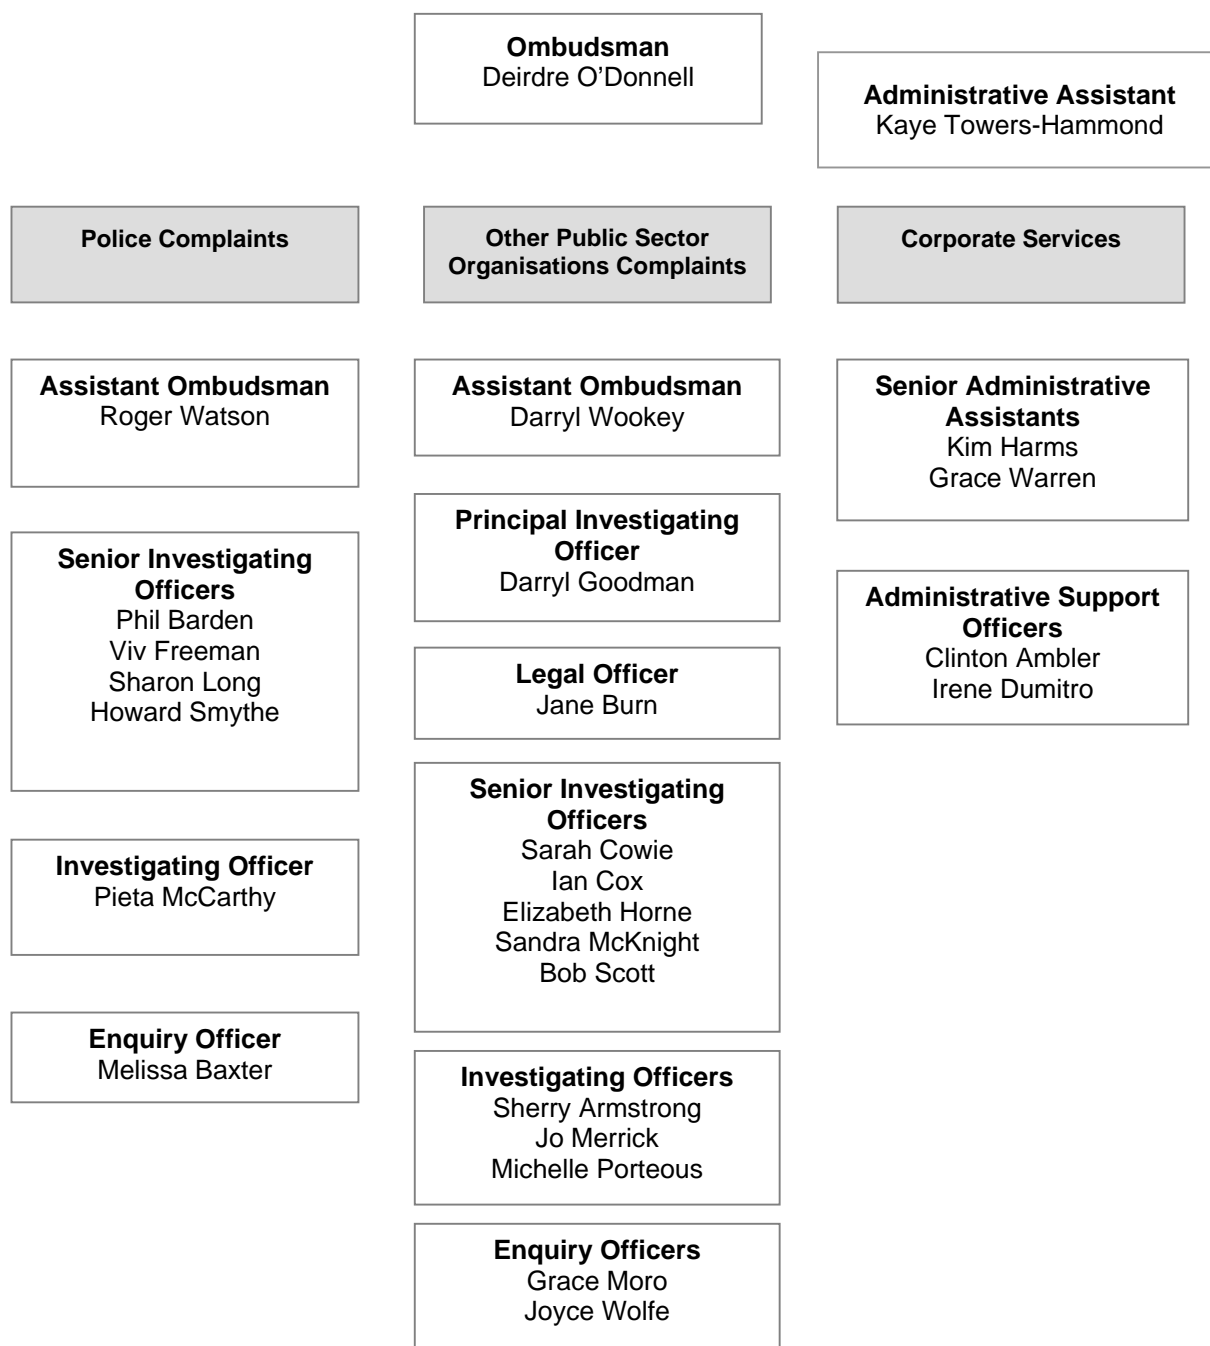 Ombudsman
Deirdre O’Donnell
Administrative Assistant
Kaye Towers-Hammond
Police Complaints
Other Public Sector
Organisations Complaints
Corporate Services
Assistant Ombudsman
Roger Watson
Senior Investigating
Officers
Phil Barden
Viv Freeman
Sharon Long
Howard Smythe
Investigating Officer
Pieta McCarthy
Enquiry Officer
Melissa Baxter
Assistant Ombudsman
Darryl Wookey
Principal Investigating
Officer
Darryl Goodman
Legal Officer
Jane Burn
Senior Investigating
Officers
Sarah Cowie
Ian Cox
Elizabeth Horne
Sandra McKnight
Bob Scott
Investigating Officers
Sherry Armstrong
Jo Merrick
Michelle Porteous
Enquiry Officers
Grace Moro
Joyce Wolfe
Senior Administrative
Assistants
Kim Harms
Grace Warren
Administrative Support
Officers
Clinton Ambler
Irene Dumitro